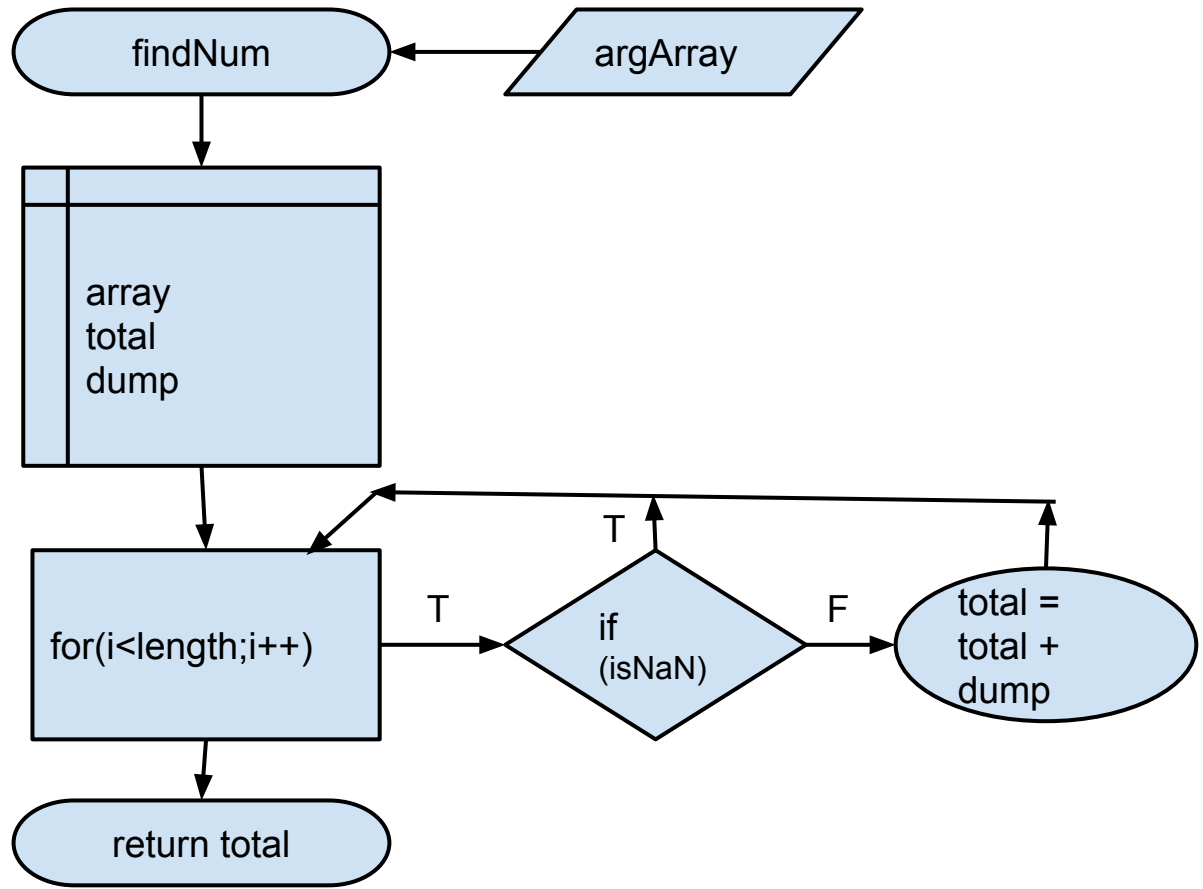 findNum
argArray
array
total
dump
for(i<length;i++)
T
if
(isNaN)
T
F
total =
total +
dump
return total